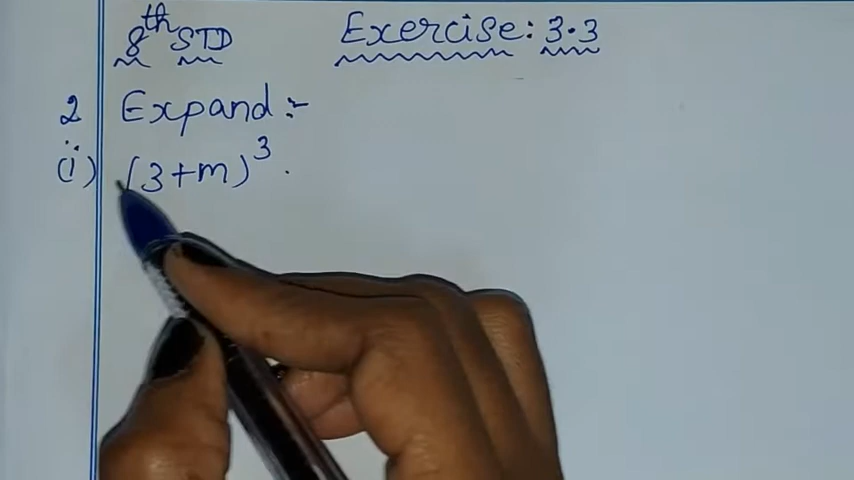 8th STD Exercise: 3.3
2 Expand :-
(i) (3+m)³.